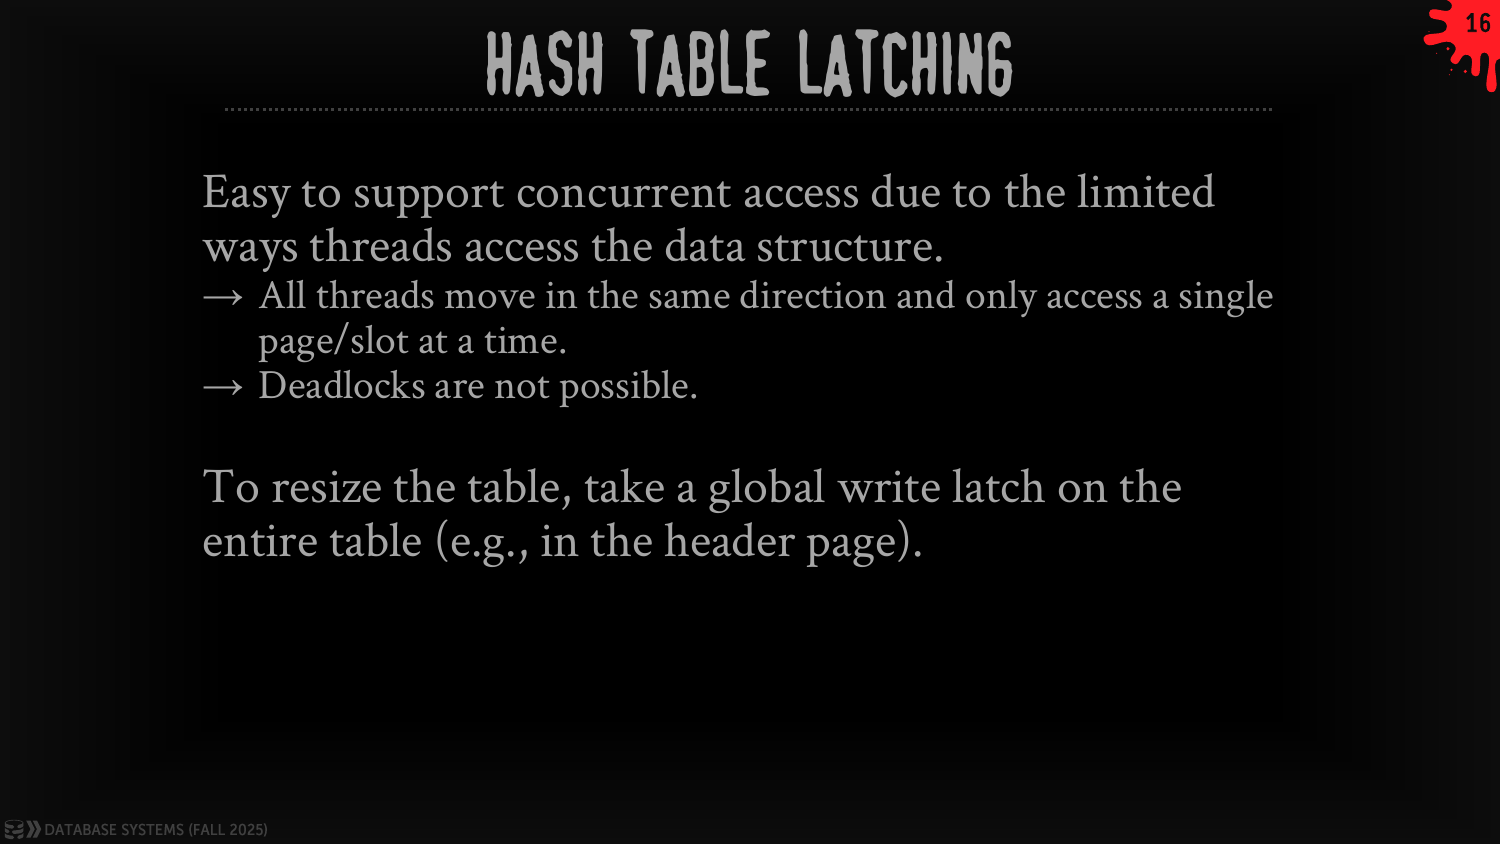 HASH TABLE LATCHING
16
Easy to support concurrent access due to the limited
ways threads access the data structure.
→ All threads move in the same direction and only access a single
page/slot at a time.
→ Deadlocks are not possible.
To resize the table, take a global write latch on the
entire table (e.g., in the header page).
DATABASE SYSTEMS (FALL 2025)